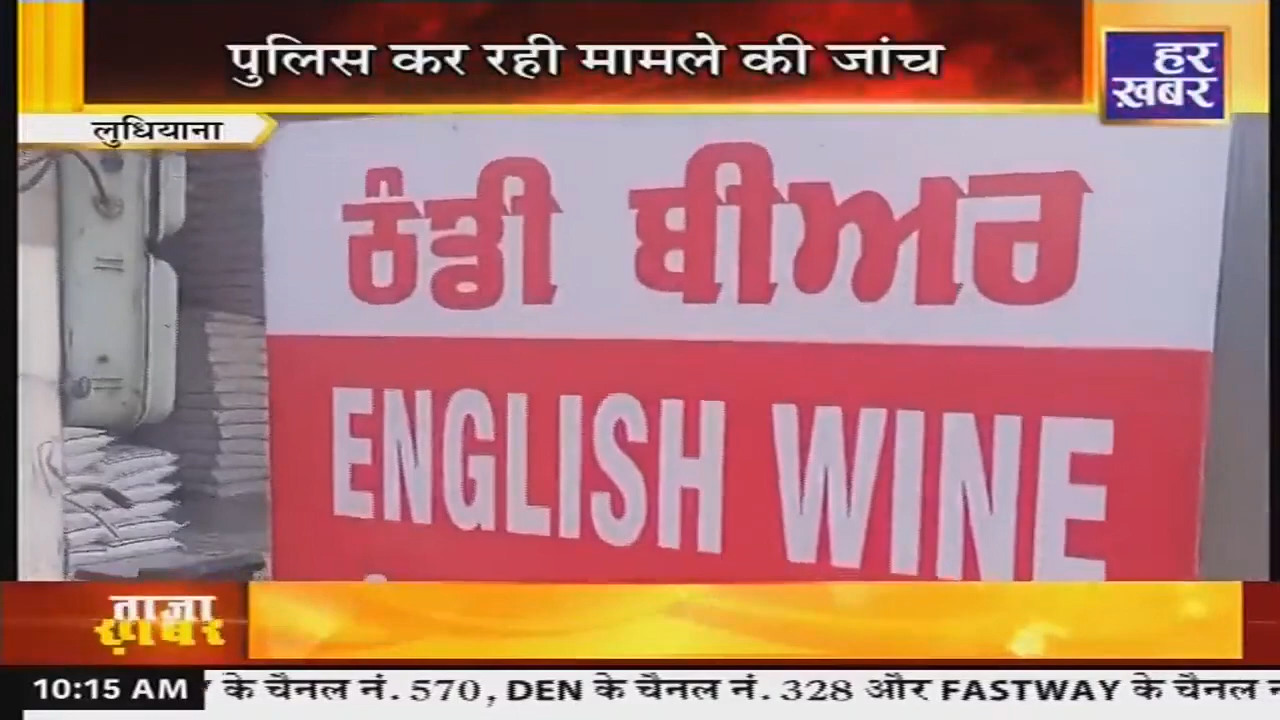 पुलिस कर रही मामले की जांच
हर
ख़बर
लुधियाना
ਠੰਡੀ ਬੀਅਰ
ENGLISH WINE
ताज़ा
ख़बर
10:15 AM
के चैनल नं. 570, DEN के चैनल नं. 328 और FASTWAY के चैनल